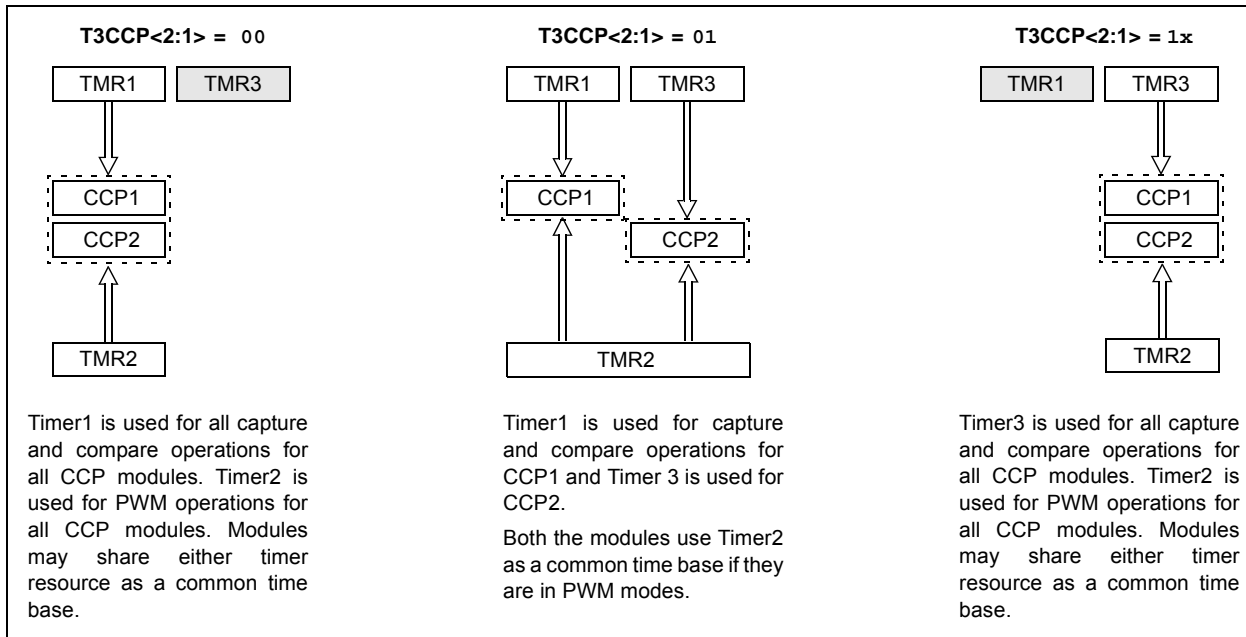 T3CCP<2:1> = 00
TMR1
TMR3
CCP1
CCP2
TMR2
Timer1 is used for all capture
and compare operations for
all CCP modules. Timer2 is
used for PWM operations for
all CCP modules. Modules
may share either timer
resource as a common time
base.
T3CCP<2:1> = 01
TMR1
TMR3
CCP1
CCP2
TMR2
Timer1 is used for capture
and compare operations for
CCP1 and Timer 3 is used for
CCP2.
Both the modules use Timer2
as a common time base if they
are in PWM modes.
T3CCP<2:1> = 1x
TMR1
TMR3
CCP1
CCP2
TMR2
Timer3 is used for all capture
and compare operations for
all CCP modules. Timer2 is
used for PWM operations for
all CCP modules. Modules
may share either timer
resource as a common time
base.